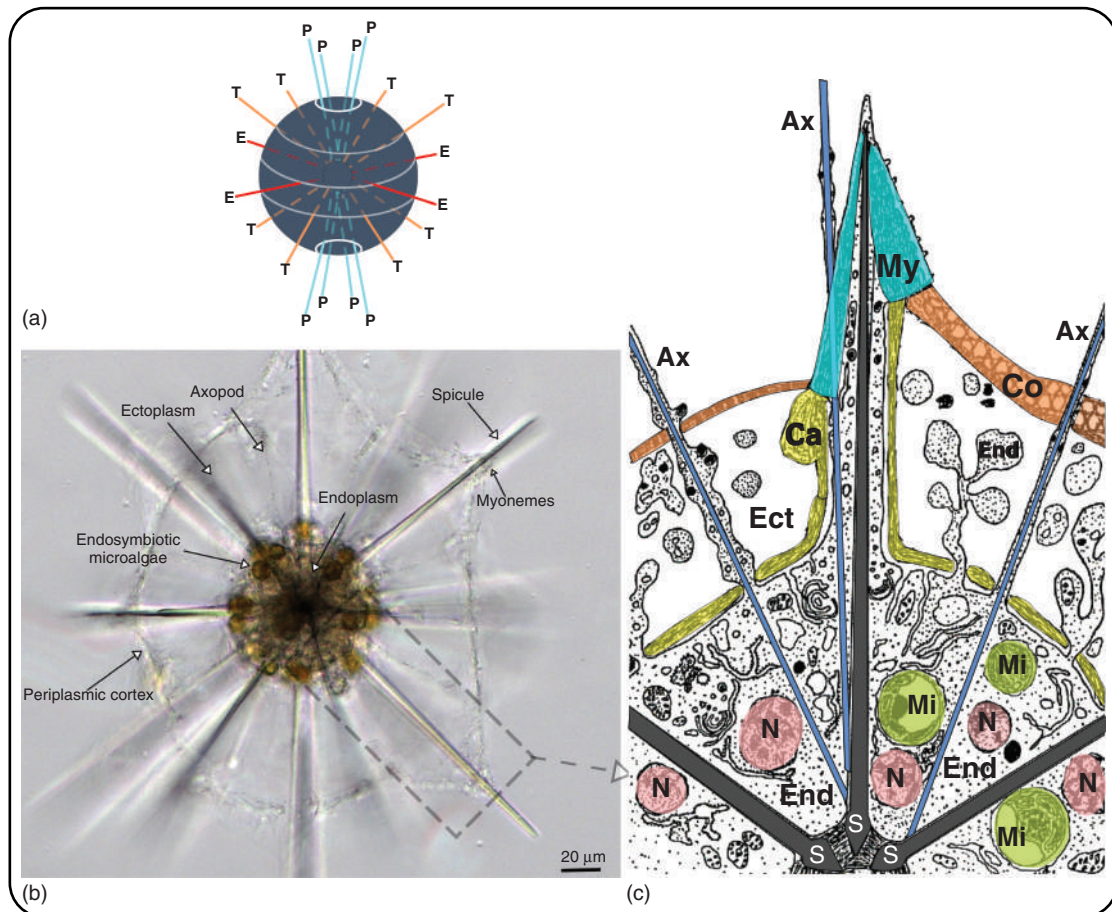 P P P P
T T T T
E E
E E
T T
T T
P P P P
(a)
Ectoplasm
Axopod
Spicule
Myonemes
Endoplasm
Endosymbiotic
microalgae
Periplasmic cortex
20 µm
(b)
Ax
My
Ax
Ax
Co
Ca
End
Ect
Mi
Mi
N
N
End
N
N
N
End
Mi
S
S
S
(c)